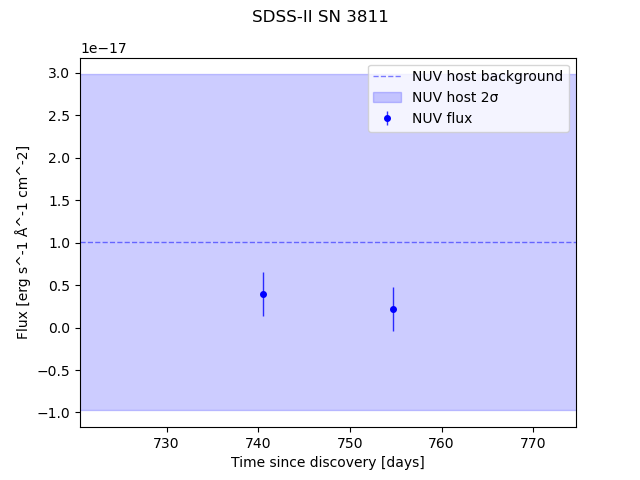 SDSS-II SN 3811
1e−17
NUV host background
NUV host 2σ
NUV flux
3.0
2.5
2.0
1.5
1.0
0.5
0.0
−0.5
−1.0
Flux [erg s^-1 Å^-1 cm^-2]
730 740 750 760 770
Time since discovery [days]